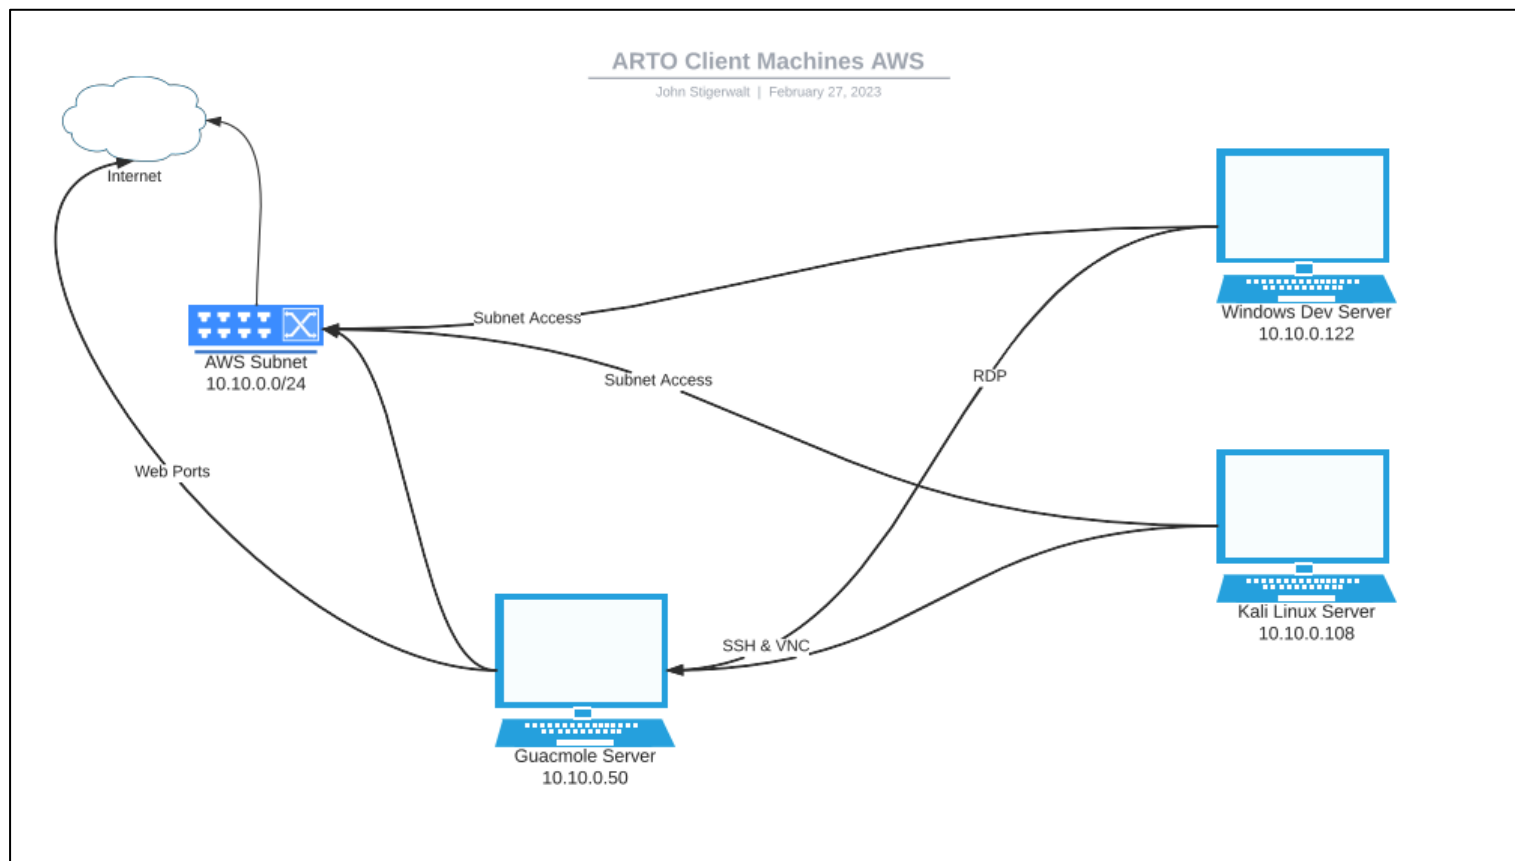 ARTO Client Machines AWS
John Stigerwalt | February 27, 2023
Internet
AWS Subnet
10.10.0.0/24
Subnet Access
Subnet Access
RDP
Windows Dev Server
10.10.0.122
Web Ports
SSH & VNC
Kali Linux Server
10.10.0.108
Guacmole Server
10.10.0.50